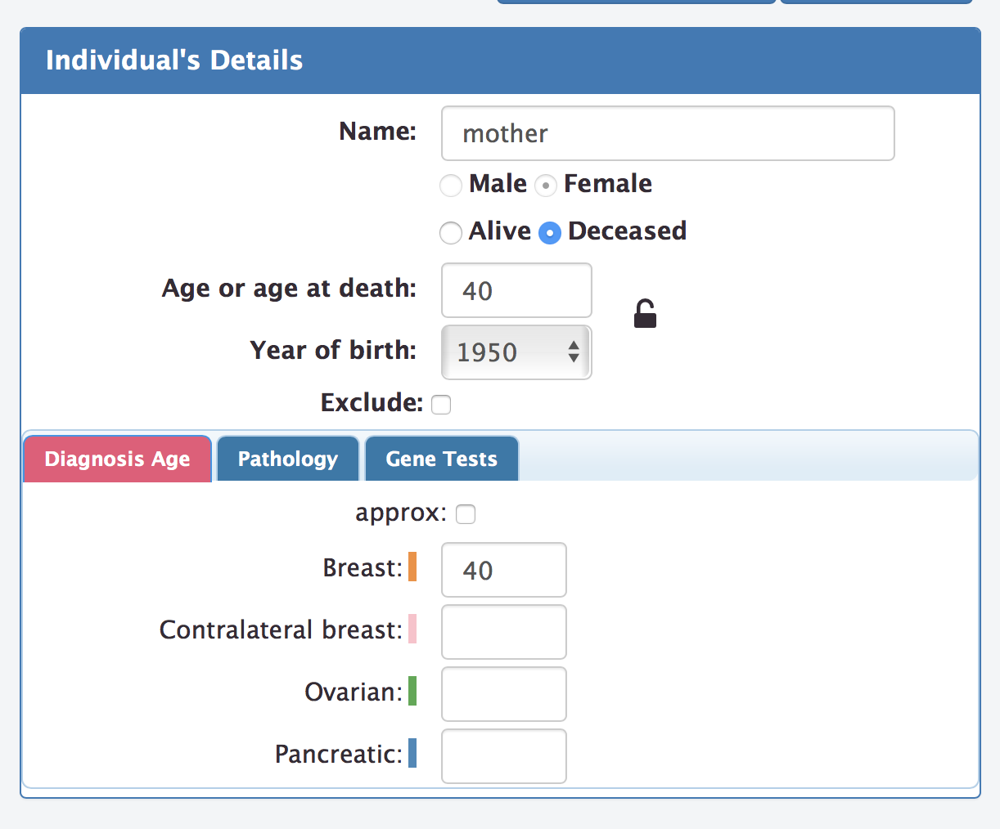 Individual's Details
Name: mother
Male Female
Alive Deceased
Age or age at death: 40
Year of birth: 1950
Exclude:
Diagnosis Age Pathology Gene Tests
approx:
Breast: 40
Contralateral breast:
Ovarian:
Pancreatic: